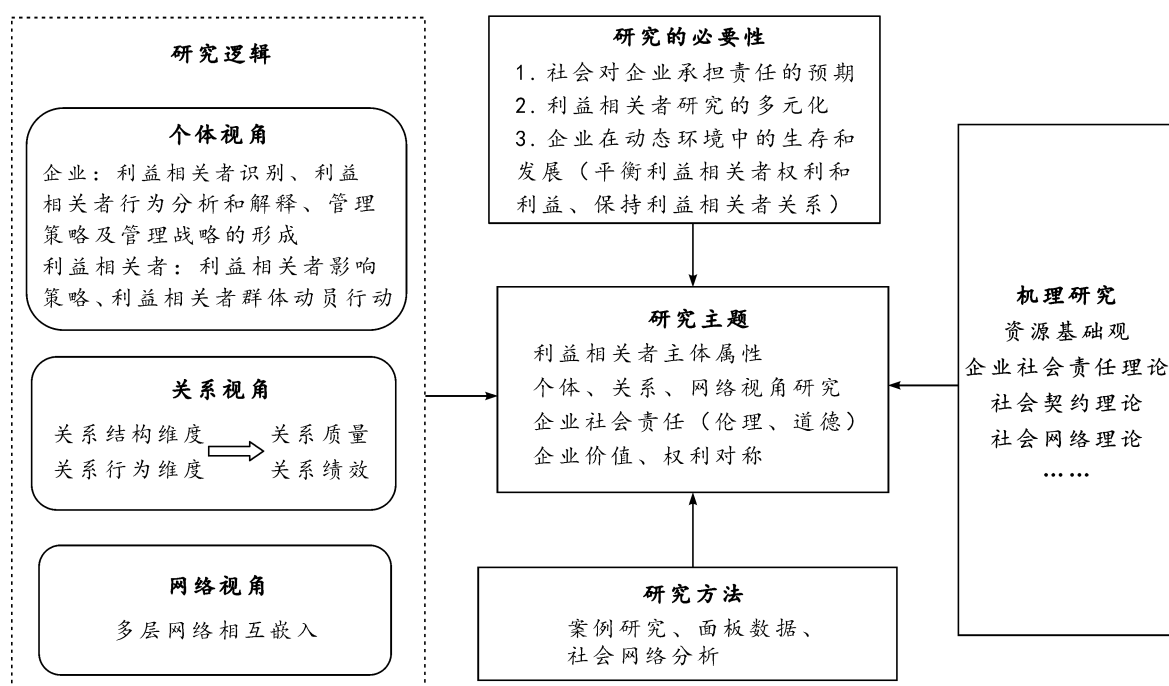 研究逻辑
个体视角
企业：利益相关者识别、利益
相关者行为分析和解释、管理
策略及管理战略的形成
利益相关者：利益相关者影响
策略、利益相关者群体动员行动
关系视角
关系结构维度 关系质量
关系行为维度 关系绩效
网络视角
多层网络相互嵌入
研究的必要性
1. 社会对企业承担责任的预期
2. 利益相关者研究的多元化
3. 企业在动态环境中的生存和
发展（平衡利益相关者权利和
利益、保持利益相关者关系）
研究主题
利益相关者主体属性
个体、关系、网络视角研究
企业社会责任（伦理、道德）
企业价值、权利对称
研究方法
案例研究、面板数据、
社会网络分析
机理研究
资源基础观
企业社会责任理论
社会契约理论
社会网络理论
……